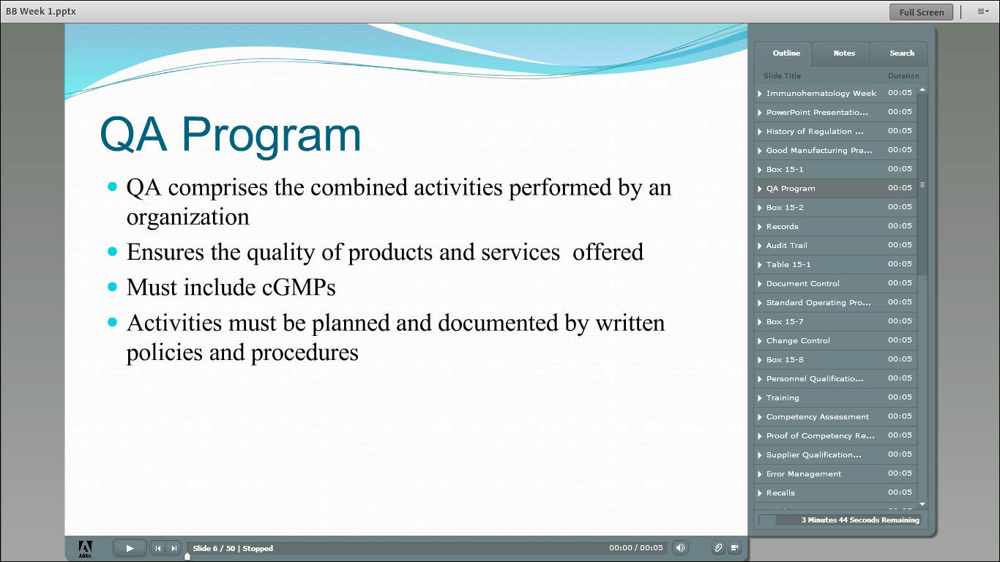 BB Week 1.pptx
Full Screen
QA Program
QA comprises the combined activities performed by an
organization
Ensures the quality of products and services  offered
Must include cGMPs
Activities must be planned and documented by written
policies and procedures
Outline Notes Search
Slide Title Duration
Immunohematology Week 00:05
PowerPoint Presentatio... 00:05
History of Regulation ... 00:05
Good Manufacturing Pra... 00:05
Box 15-1 00:05
QA Program 00:05
Box 15-2 00:05
Records 00:05
Audit Trail 00:05
Table 15-1 00:05
Document Control 00:05
Standard Operating Pro... 00:05
Box 15-7 00:05
Change Control 00:05
Box 15-8 00:05
Personnel Qualificatio... 00:05
Training 00:05
Competency Assessment 00:05
Proof of Competency Re... 00:05
Supplier Qualification... 00:05
Error Management 00:05
Recalls 00:05
3 Minutes 44 Seconds Remaining
Adobe
Slide 6 / 50 | Stopped 00:00 / 00:05